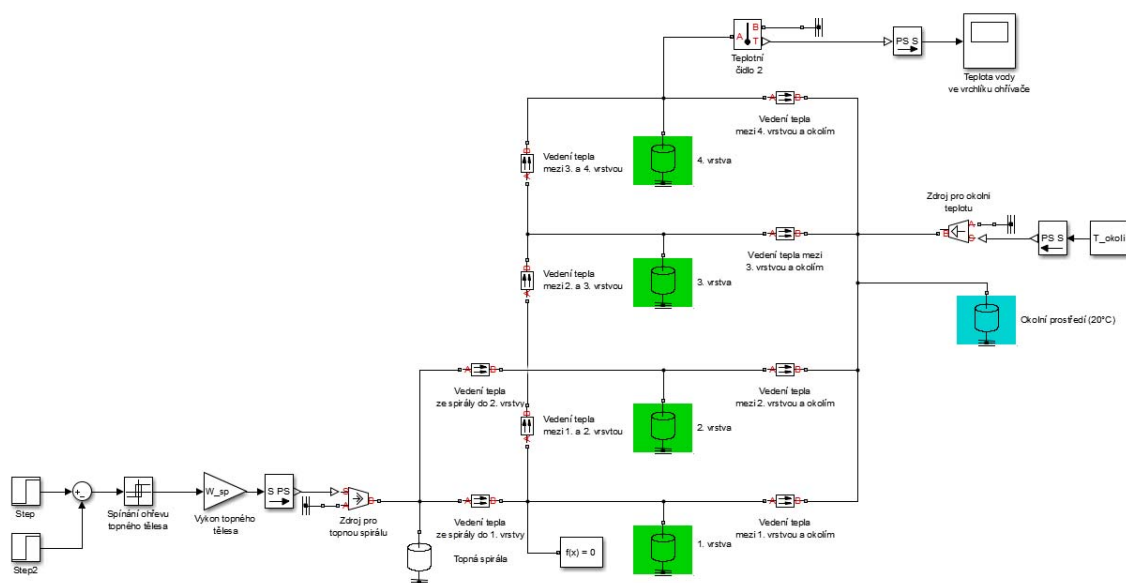 B
A
T
Teplotní
čidlo 2
PS S
Teplota vody
ve vrchlíku ohřívače
A
B
Vedení tepla
mezi 4. vrstvou a okolím
B
A
Vedení tepla
mezi 3. a 4. vrstvou
4. vrstva
Zdroj pro okolni
teplotu
A
B
S
PS S
T_okoli
A
B
Vedení tepla mezi
3. vrstvou a okolím
B
A
Vedení tepla
mezi 2. a 3. vrstvou
3. vrstva
Okolní prostředí (20°C)
A
B
Vedení tepla
ze spirály do 2. vrstvy
A
B
Vedení tepla
mezi 2. vrstvou a okolím
B
A
Vedení tepla
mezi 1. a 2. vrsvtou
2. vrstva
Step
+
-
Spínání ohřevu
topného tělesa
W_sp
Vykon topného
tělesa
S PS
S
A
B
Zdroj pro
topnou spirálu
A
B
Vedení tepla
ze spirály do 1. vrstvy
A
B
Vedení tepla
mezi 1. vrstvou a okolím
Step2
Topná spirála
f(x) = 0
1. vrstva